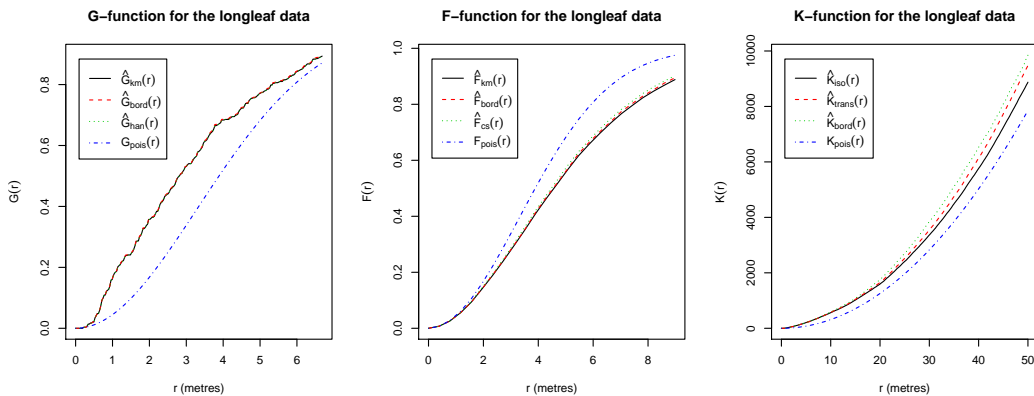 G−function for the longleaf data
G(r)
0.0 0.2 0.4 0.6 0.8
Ĝkm(r)
Ĝbord(r)
Ĝhan(r)
Gpois(r)
0 1 2 3 4 5 6
r (metres)
F−function for the longleaf data
F(r)
0.0 0.2 0.4 0.6 0.8 1.0
F̂km(r)
F̂bord(r)
F̂cs(r)
Fpois(r)
0 2 4 6 8
r (metres)
K−function for the longleaf data
K(r)
0 2000 4000 6000 8000 10000
K̂iso(r)
K̂trans(r)
K̂bord(r)
Kpois(r)
0 10 20 30 40 50
r (metres)